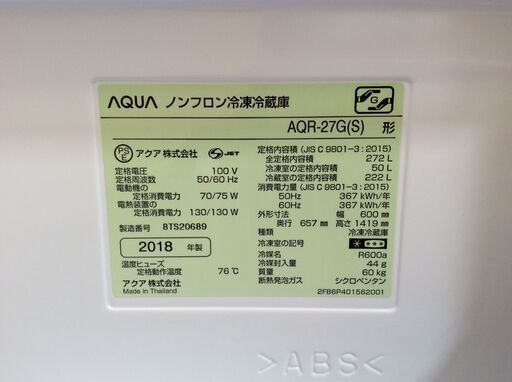 AQUA ノンフロン冷凍冷蔵庫
G
AQR-27G(S) 形
PS E アクア株式会社 S JET
定格電圧 100 V
定格周波数 50/60 Hz
電動機の
定格消費電力 70/75 W
電熱装置の
定格消費電力 130/130 W
製造番号 8TS20689
2018 年製
温度ヒューズ
定格動作温度 76℃
アクア株式会社
Made in Thailand
定格内容積 (JIS C 9801-3 : 2015)
全定格内容積 272 L
冷凍室の定格内容積 50 L
冷蔵室の定格内容積 222 L
消費電力量 (JIS C 9801-3 : 2015)
50Hz 367 kWh/年
60Hz 367 kWh/年
外形寸法 幅 600 mm
奥行 657 mm 高さ 1419 mm
種類 冷凍冷蔵庫
冷凍室の記号
冷媒名 R600a
冷媒封入量 44 g
質量 60 kg
断熱発泡ガス シクロペンタン
2FB6P401562001
>ABS<